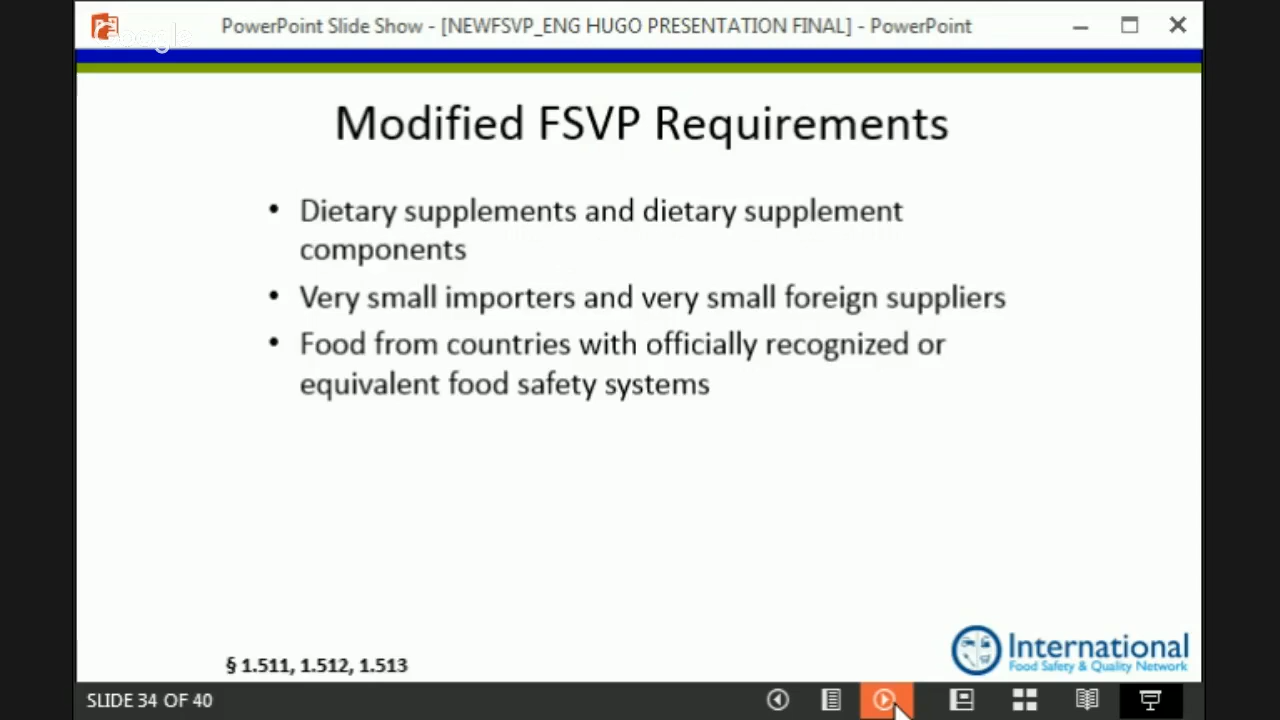 Google
PowerPoint Slide Show - [NEWFSVP_ENG HUGO PRESENTATION FINAL] - PowerPoint
Modified FSVP Requirements
• Dietary supplements and dietary supplement
components
• Very small importers and very small foreign suppliers
• Food from countries with officially recognized or
equivalent food safety systems
§ 1.511, 1.512, 1.513
International
Food Safety & Quality Network
SLIDE 34 OF 40